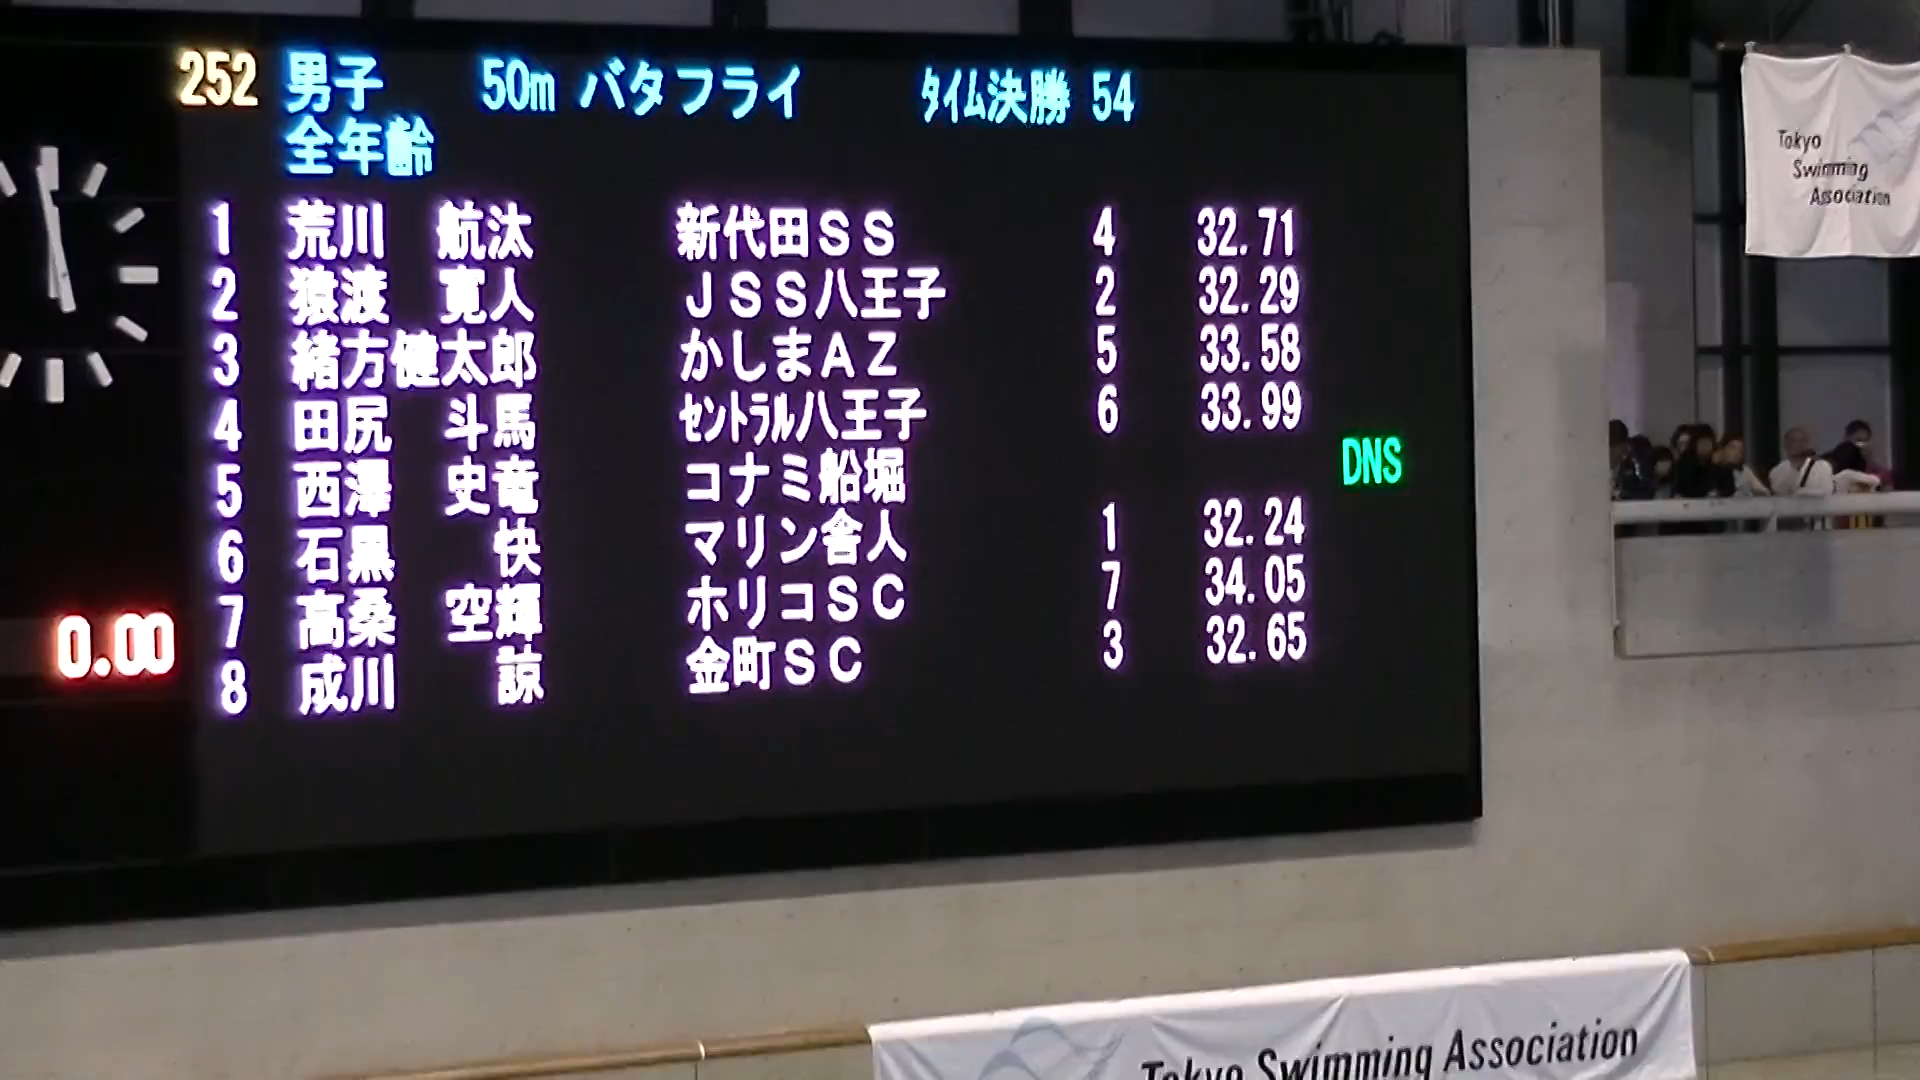 252 男子 50m バタフライ タイム決勝 54
全年齢
1 荒川 航汰 新代田SS 4 32.71
2 猿渡 寛人 JSS八王子 2 32.29
3 緒方健太郎 かしまAZ 5 33.58
4 田尻 斗馬 セントラル八王子 6 33.99
5 西澤 史竜 コナミ船堀 DNS
6 石黒 快 マリン舎人 1 32.24
7 高桑 空輝 ホリコSC 7 34.05
8 成川 諒 金町SC 3 32.65
0.00
Tokyo
Swimming
Association
Tokyo Swimming Association